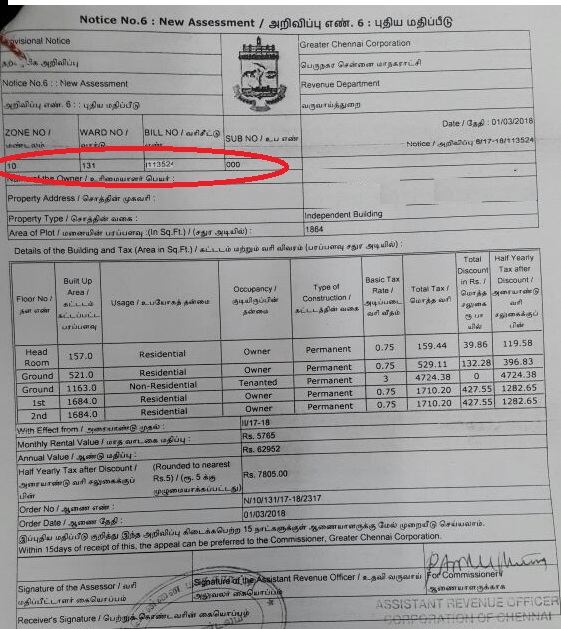 Notice No.6 : New Assessment / அறிவிப்பு எண். 6 : புதிய மதிப்பீடு
Provisional Notice
அறிவிப்பு
Notice No.6 : : New Assessment
அறிவிப்பு எண். 6 : : புதிய மதிப்பீடு
Greater Chennai Corporation
பெருநகர சென்னை மாநகராட்சி
Revenue Department
வருவாய்த்துறை
Date / தேதி : 01/03/2018
Notice / அறிவிப்பு 6/17-18/113524
ZONE NO / மண்டலம்
WARD NO / வார்டு
BILL NO / வரிசீட்டு எண்
SUB NO / உப எண்
10 131 113524 000
Name of the Owner / உரிமையாளர் பெயர் :
Property Address / சொத்தின் முகவரி :
Property Type / சொத்தின் வகை : Independent Building
Area of Plot / மனையின் பரப்பளவு :(In Sq.Ft.) / (சதுர அடியில்) : 1864
Details of the Building and Tax (Area in Sq.Ft.) / கட்டடம் மற்றும் வரி விவரம் (பரப்பளவு சதுர அடியில்) :
Floor No / தள எண்
Built Up Area / கட்டடம் கட்டப்பட்ட பரப்பளவு
Usage / உபயோகத் தன்மை
Occupancy / குடியிருப்பின் தன்மை
Type of Construction / கட்டடத்தின் வகை
Basic Tax Rate / அடிப்படை வரி வீதம்
Total Tax / மொத்த வரி
Total Discount in Rs. / மொத்த சலுகை ரூபாயில்
Half Yearly Tax after Discount / அரையாண்டு வரி சலுகைக்குப் பின்
Head Room 157.0 Residential Owner Permanent 0.75 159.44 39.86 119.58
Ground 521.0 Residential Owner Permanent 0.75 529.11 132.28 396.83
Ground 1163.0 Non-Residential Tenanted Permanent 3 4724.38 0 4724.38
1st 1684.0 Residential Owner Permanent 0.75 1710.20 427.55 1282.65
2nd 1684.0 Residential Owner Permanent 0.75 1710.20 427.55 1282.65
With Effect from / அரையாண்டு முதல் : II/17-18
Monthly Rental Value / மாத வாடகை மதிப்பு : Rs. 5765
Annual Value / ஆண்டு மதிப்பு : Rs. 62952
Half Yearly Tax after Discount / அரையாண்டு வரி சலுகைக்குப் பின் (Rounded to nearest Rs.5) / (ரூ. 5 க்கு முழுமையாக்கப்பட்டது) Rs. 7805.00
Order No / ஆணை எண் : N/10/131/17-18/2317
Order Date / ஆணை தேதி : 01/03/2018
இப்புதிய மதிப்பீடு குறித்து இந்த அறிவிப்பு கிடைக்கபெற்ற 15 நாட்களுக்குள் ஆணையாளருக்கு மேல் முறையீடு செய்யலாம்.
Within 15days of receipt of this, the appeal can be preferred to the Commissioner, Greater Chennai Corporation.
Signature of the Assessor / வரி மதிப்பீட்டாளர் கையொப்பம்
Signature of the Assistant Revenue Officer / உதவி வருவாய் அலுவலர் கையொப்பம்
For Commissioner / ஆணையாளருக்காக
ASSISTANT REVENUE OFFICER
CORPORATION OF CHENNAI
Receiver's Signature / பெற்றுக் கொண்டவரின் கையொப்பம்